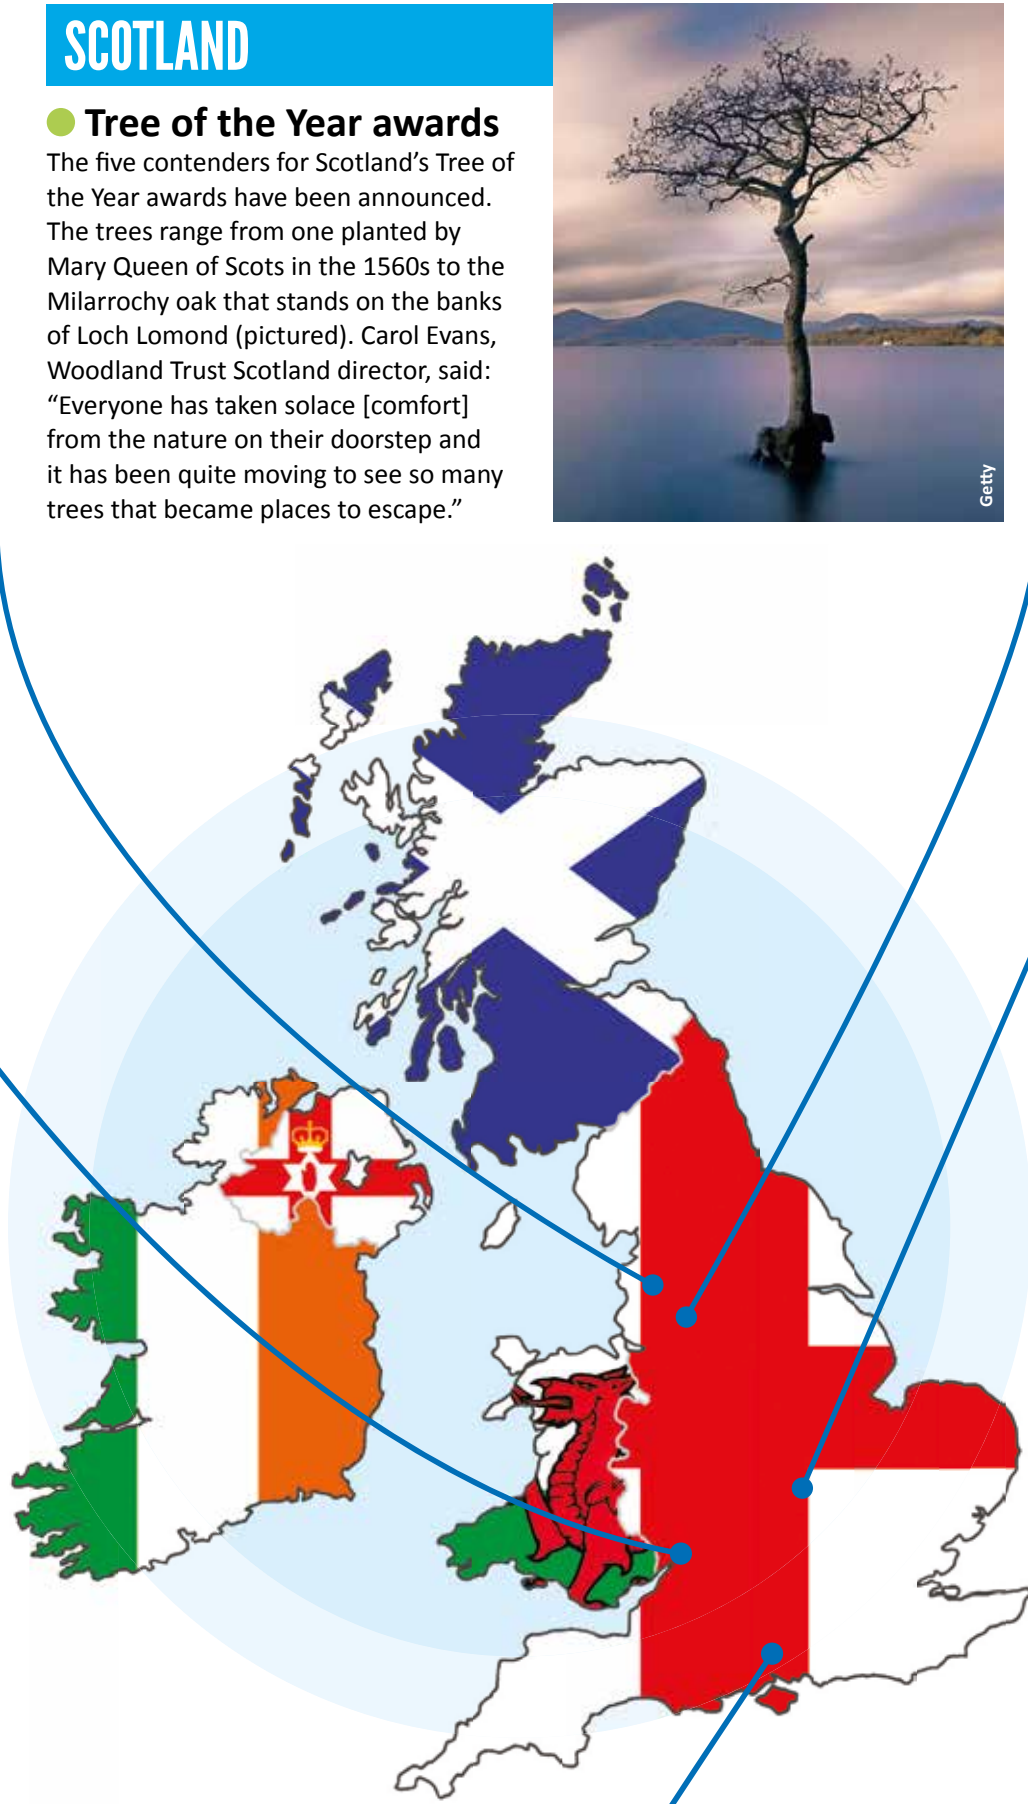 SCOTLAND
Tree of the Year awards
The five contenders for Scotland’s Tree of
the Year awards have been announced.
The trees range from one planted by
Mary Queen of Scots in the 1560s to the
Milarrochy oak that stands on the banks
of Loch Lomond (pictured). Carol Evans,
Woodland Trust Scotland director, said:
“Everyone has taken solace [comfort]
from the nature on their doorstep and
it has been quite moving to see so many
trees that became places to escape.”
Getty